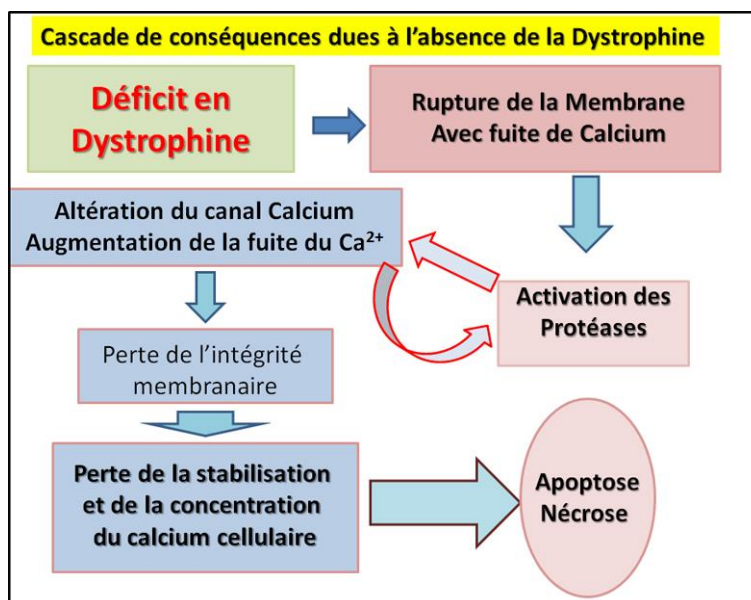 Cascade de conséquences dues à l'absence de la Dystrophine
Déficit en
Dystrophine
Rupture de la Membrane
Avec fuite de Calcium
Altération du canal Calcium
Augmentation de la fuite du Ca²⁺
Activation des
Protéases
Perte de l'intégrité
membranaire
Perte de la stabilisation
et de la concentration
du calcium cellulaire
Apoptose
Nécrose